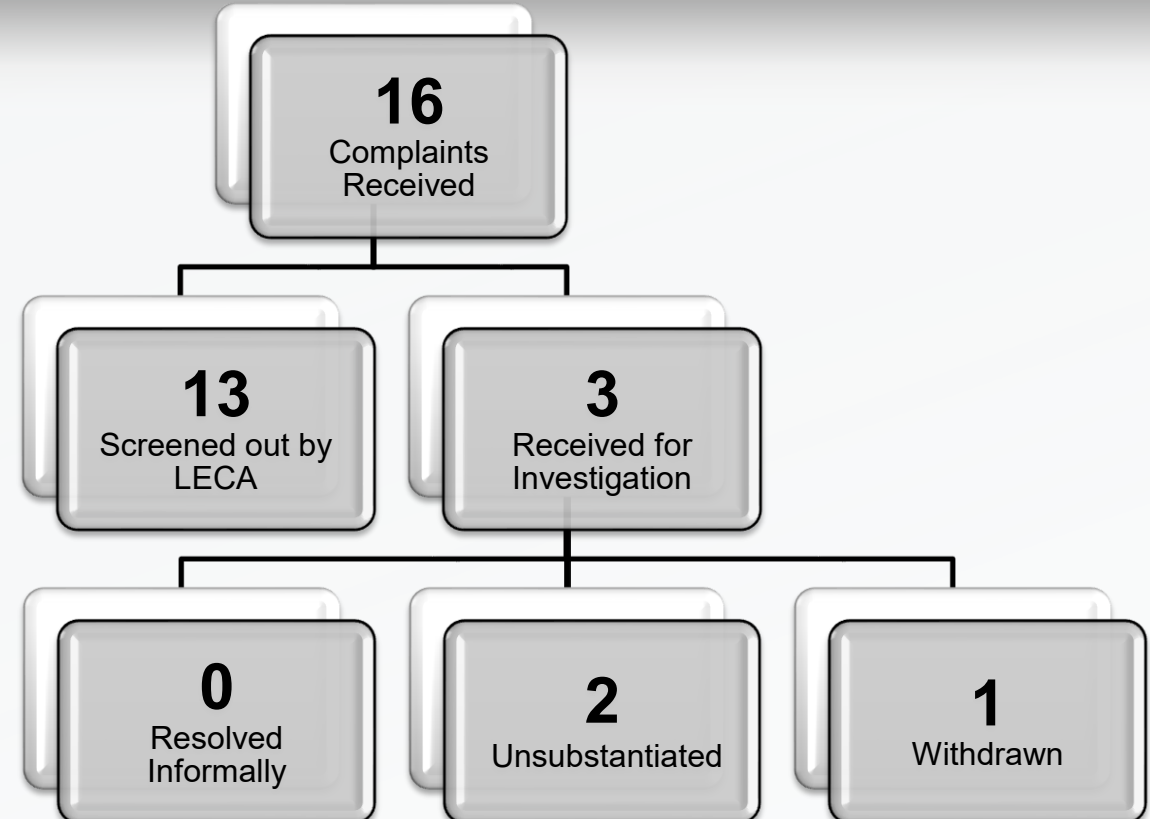 16
Complaints
Received
13
Screened out by
LECA
3
Received for
Investigation
0
Resolved
Informally
2
Unsubstantiated
1
Withdrawn